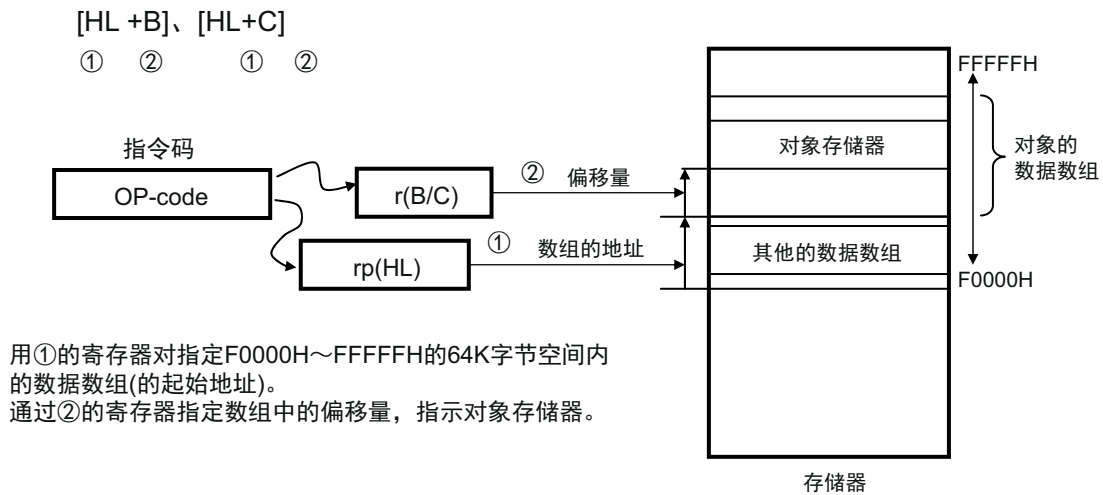 [HL +B]、[HL+C]
① ② ① ②
FFFFFH
指令码
OP-code
r(B/C)
② 偏移量
对象存储器
对象的
数据数组
rp(HL)
① 数组的地址
其他的数据数组
F0000H
用①的寄存器对指定F0000H～FFFFFH的64K字节空间内
的数据数组(的起始地址)。
通过②的寄存器指定数组中的偏移量，指示对象存储器。
存储器